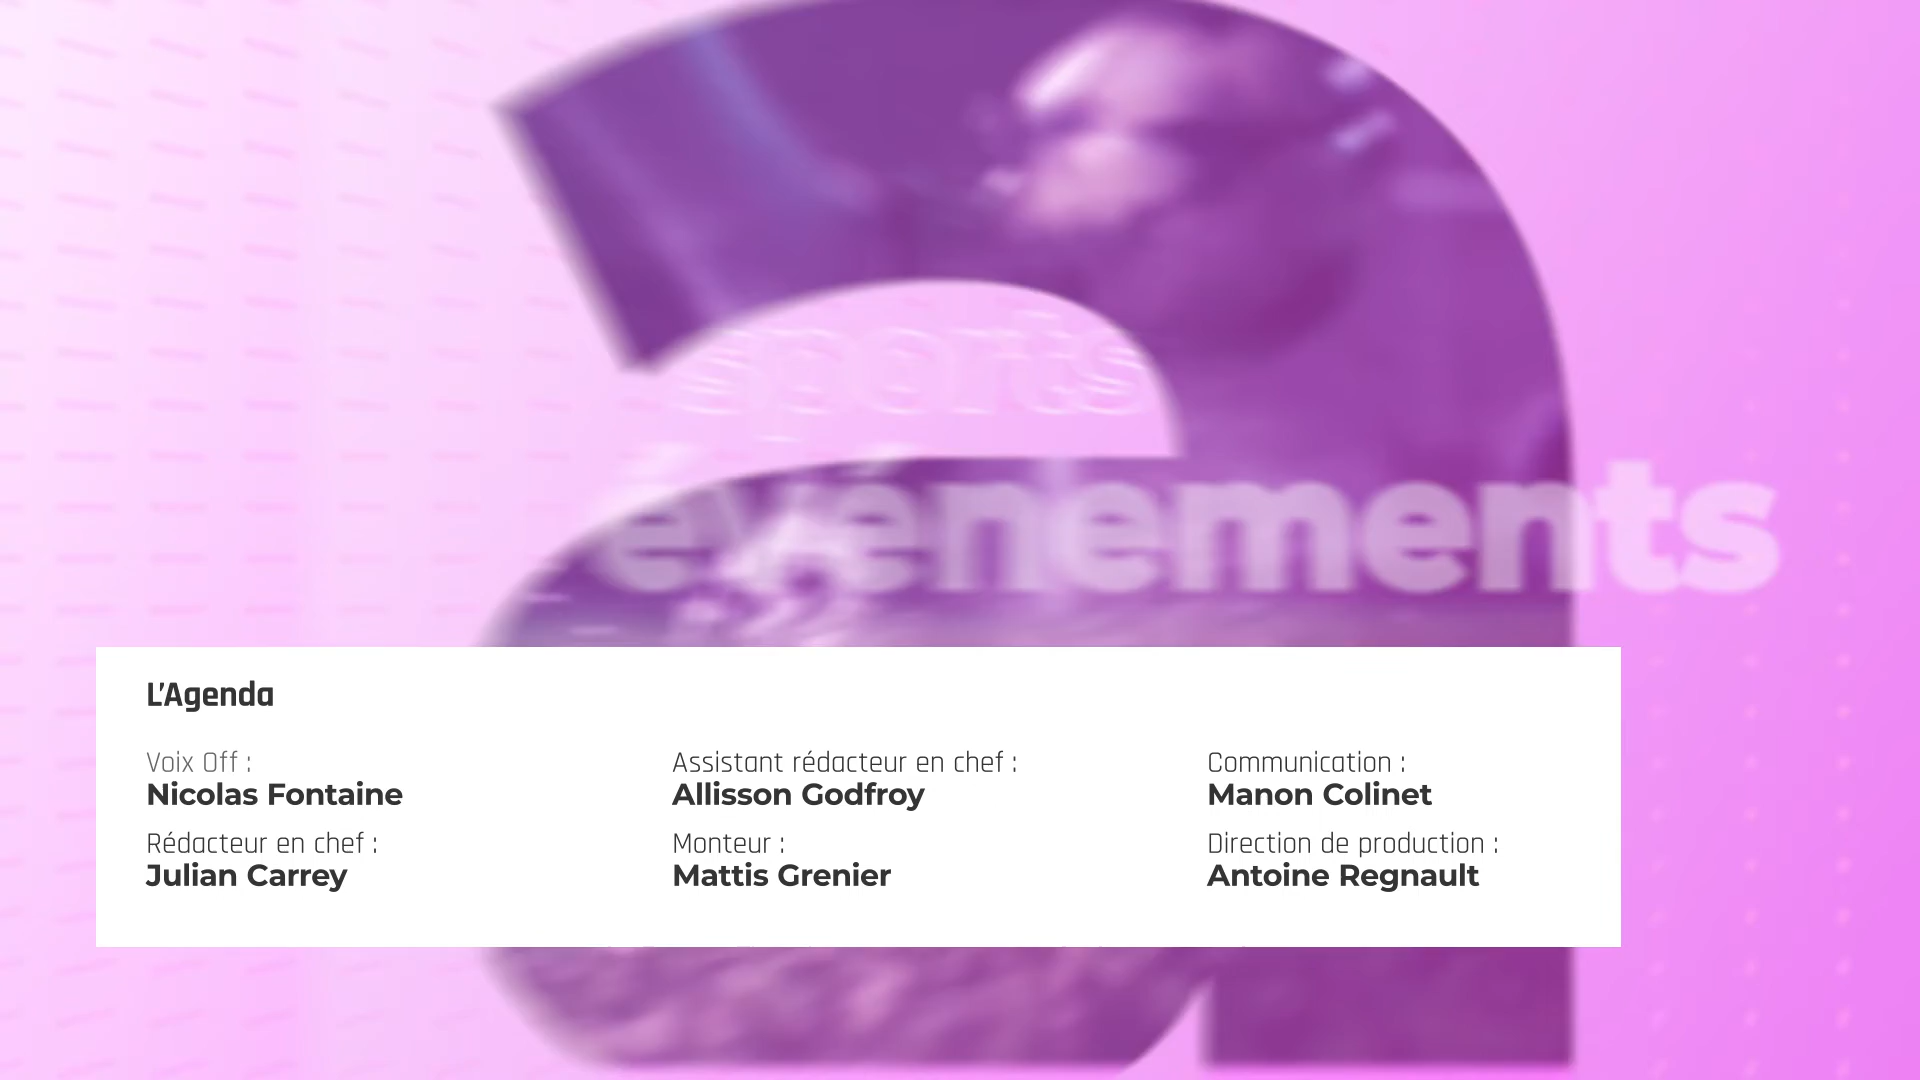 a
sports
événements
L'Agenda
Voix Off :
Nicolas Fontaine
Rédacteur en chef :
Julian Carrey
Assistant rédacteur en chef :
Allisson Godfroy
Monteur :
Mattis Grenier
Communication :
Manon Colinet
Direction de production :
Antoine Regnault